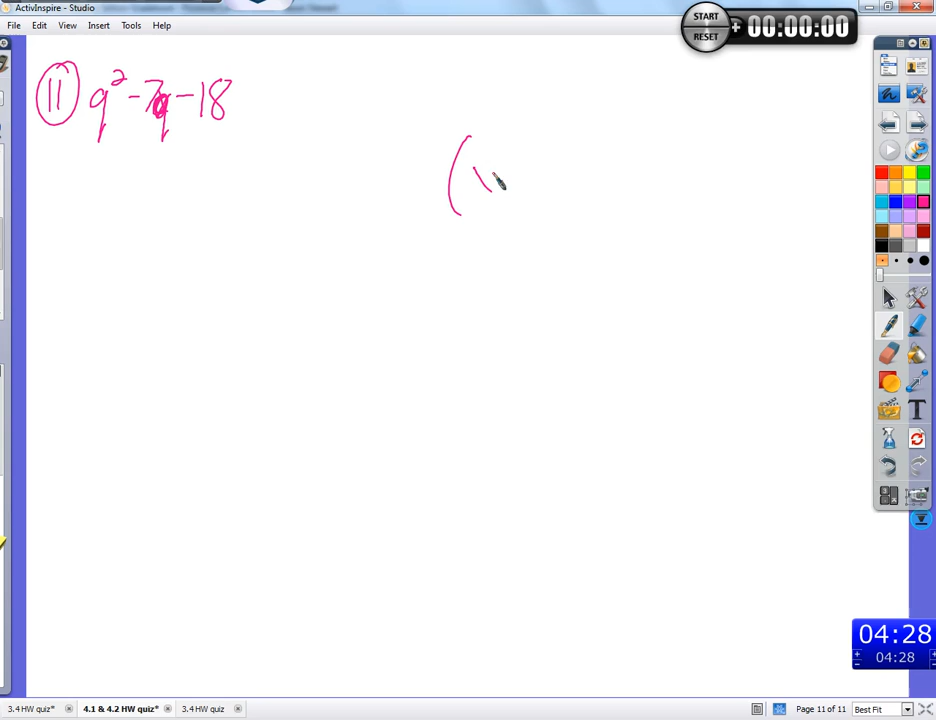 ActivInspire - Studio
START
RESET
00:00:00
File Edit View Insert Tools Help
11 q² - 7q - 18
(
04:28
04:28
3.4 HW quiz* 4.1 & 4.2 HW quiz* 3.4 HW quiz Page 11 of 11 Best Fit